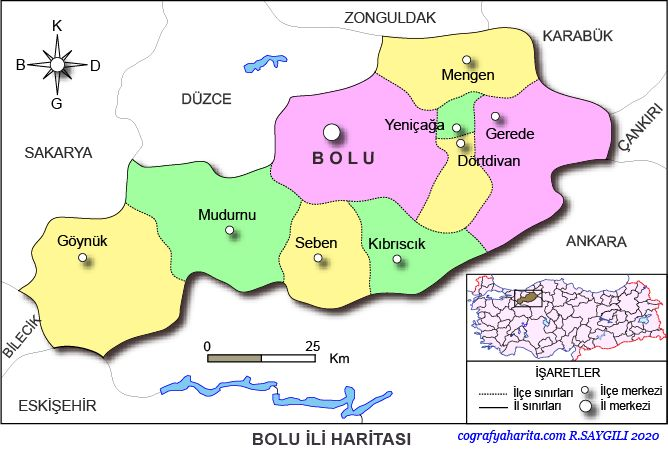 ZONGULDAK
KARABÜK
K
B
D
G
Mengen
DÜZCE
Yeniçağa
Gerede
ÇANKIRI
SAKARYA
BOLU
Dörtdivan
Mudurnu
Göynük
Seben
Kıbrıscık
ANKARA
BİLECİK
0 25
Km
ESKİŞEHİR
İŞARETLER
İlçe sınırları
İlçe merkezi
İl sınırları
İl merkezi
BOLU İLİ HARİTASI
cografyaharita.com R.SAYGILI 2020